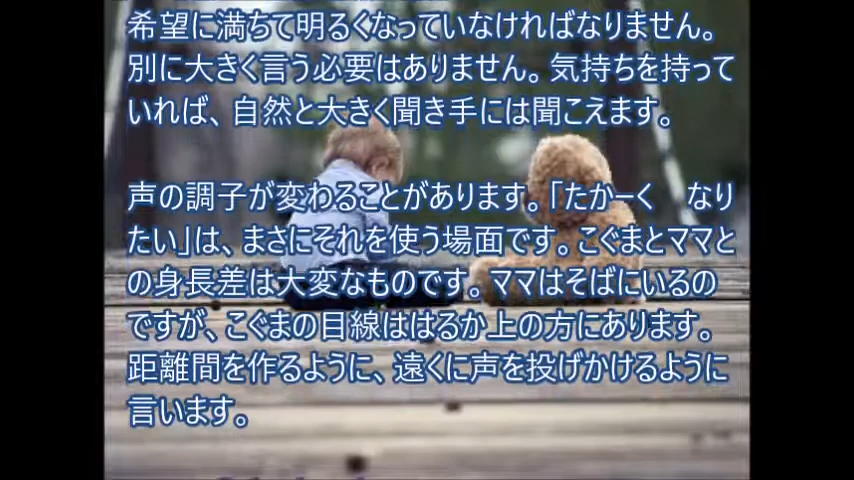 希望に満ちて明るくなっていなければなりません。
別に大きく言う必要はありません。気持ちを持って
いれば、自然と大きく聞き手には聞こえます。
声の調子が変わることがあります。「たかーく　なり
たい」は、まさにそれを使う場面です。こぐまとママと
の身長差は大変なものです。ママはそばにいるの
ですが、こぐまの目線ははるか上の方にあります。
距離間を作るように、遠くに声を投げかけるように
言います。